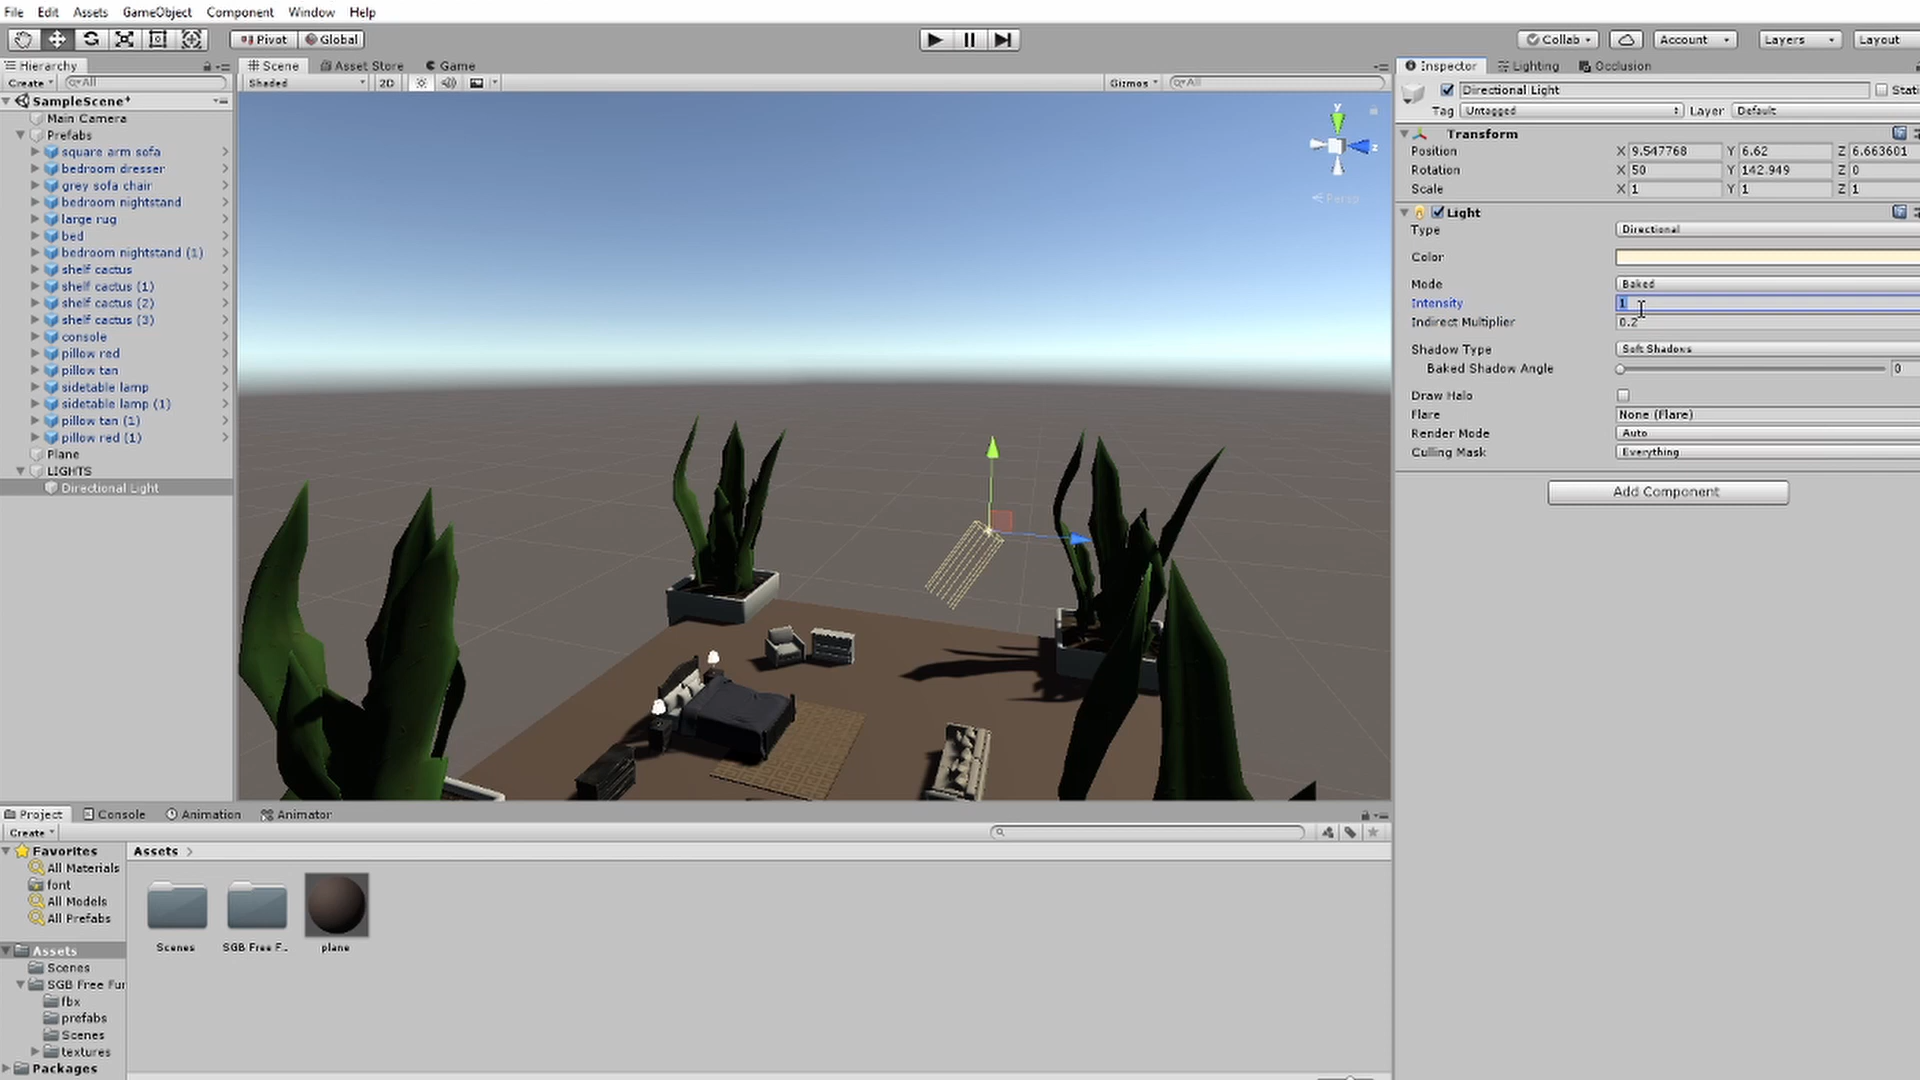 File Edit Assets GameObject Component Window Help
Pivot Global Collab Account Layers Layout
Hierarchy
Create All
SampleScene*
Main Camera
Prefabs
square arm sofa
bedroom dresser
grey sofa chair
bedroom nightstand
large rug
bed
bedroom nightstand (1)
shelf cactus
shelf cactus (1)
shelf cactus (2)
shelf cactus (3)
console
pillow red
pillow tan
sidetable lamp
sidetable lamp (1)
pillow tan (1)
pillow red (1)
Plane
LIGHTS
Directional Light
Scene Asset Store Game
Shaded 2D Gizmos All
y
z
Persp
Inspector Lighting Occlusion
Directional Light Stati
Tag Untagged Layer Default
Transform
Position X 9.547768 Y 6.62 Z 6.663601
Rotation X 50 Y 142.949 Z 0
Scale X 1 Y 1 Z 1
Light
Type Directional
Color
Mode Baked
Intensity 1
Indirect Multiplier 0.2
Shadow Type Soft Shadows
Baked Shadow Angle 0
Draw Halo
Flare None (Flare)
Render Mode Auto
Culling Mask Everything
Add Component
Project Console Animation Animator
Create
Favorites
All Materials
font
All Models
All Prefabs
Assets
Scenes
SGB Free Fur
fbx
prefabs
Scenes
textures
Packages
Assets
Scenes SGB Free F... plane